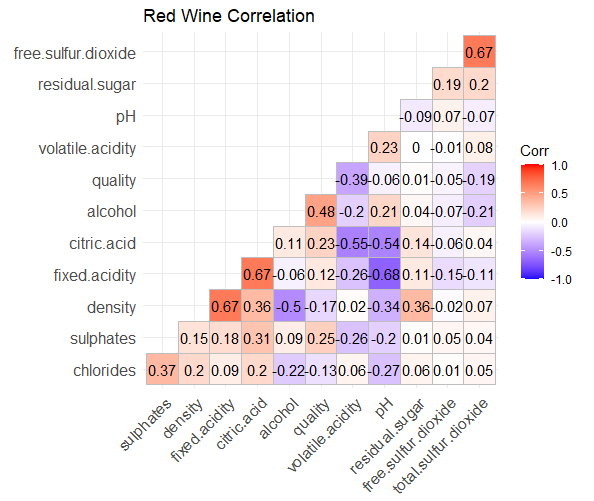 Red Wine Correlation
free.sulfur.dioxide 0.67
residual.sugar 0.19 0.2
pH -0.09 0.07 -0.07
volatile.acidity 0.23 0 -0.01 0.08
quality -0.39 -0.06 0.01 -0.05 -0.19
alcohol 0.48 -0.2 0.21 0.04 -0.07 -0.21
citric.acid 0.11 0.23 -0.55 -0.54 0.14 -0.06 0.04
fixed.acidity 0.67 -0.06 0.12 -0.26 -0.68 0.11 -0.15 -0.11
density 0.67 0.36 -0.5 -0.17 0.02 -0.34 0.36 -0.02 0.07
sulphates 0.15 0.18 0.31 0.09 0.25 -0.26 -0.2 0.01 0.05 0.04
chlorides 0.37 0.2 0.09 0.2 -0.22 -0.13 0.06 -0.27 0.06 0.01 0.05
sulphates
density
fixed.acidity
citric.acid
alcohol
quality
volatile.acidity
pH
residual.sugar
free.sulfur.dioxide
total.sulfur.dioxide
Corr
1.0
0.5
0.0
-0.5
-1.0